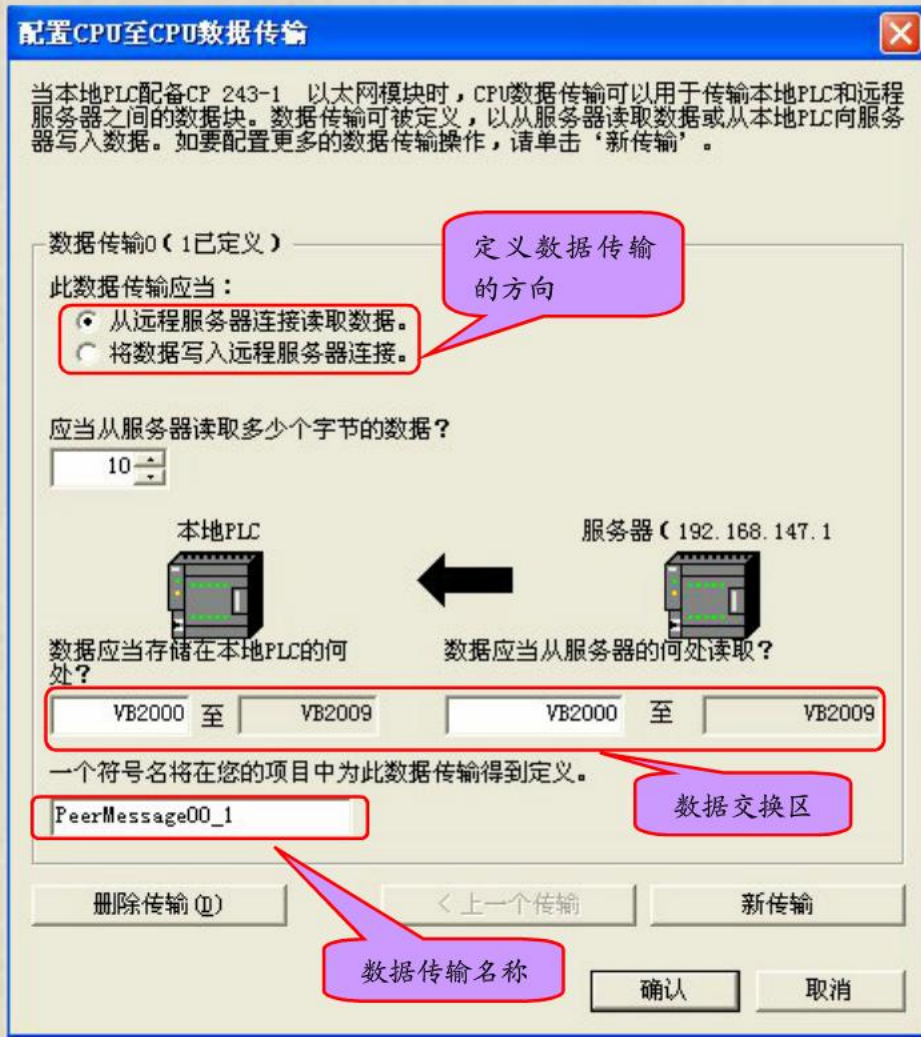 配置CPU至CPU数据传输
当本地PLC配备CP 243-1 以太网模块时，CPU数据传输可以用于传输本地PLC和远程
服务器之间的数据块。数据传输可被定义，以从服务器读取数据或从本地PLC向服务
器写入数据。如要配置更多的数据传输操作，请单击‘新传输’。
数据传输0（1已定义）
定义数据传输
的方向
此数据传输应当：
从远程服务器连接读取数据。
将数据写入远程服务器连接。
应当从服务器读取多少个字节的数据？
10
本地PLC
服务器（192.168.147.1
数据应当存储在本地PLC的何
处？
数据应当从服务器的何处读取？
VB2000 至 VB2009
VB2000 至 VB2009
一个符号名将在您的项目中为此数据传输得到定义。
数据交换区
PeerMessage00_1
删除传输(D)
<上一个传输
新传输
数据传输名称
确认
取消